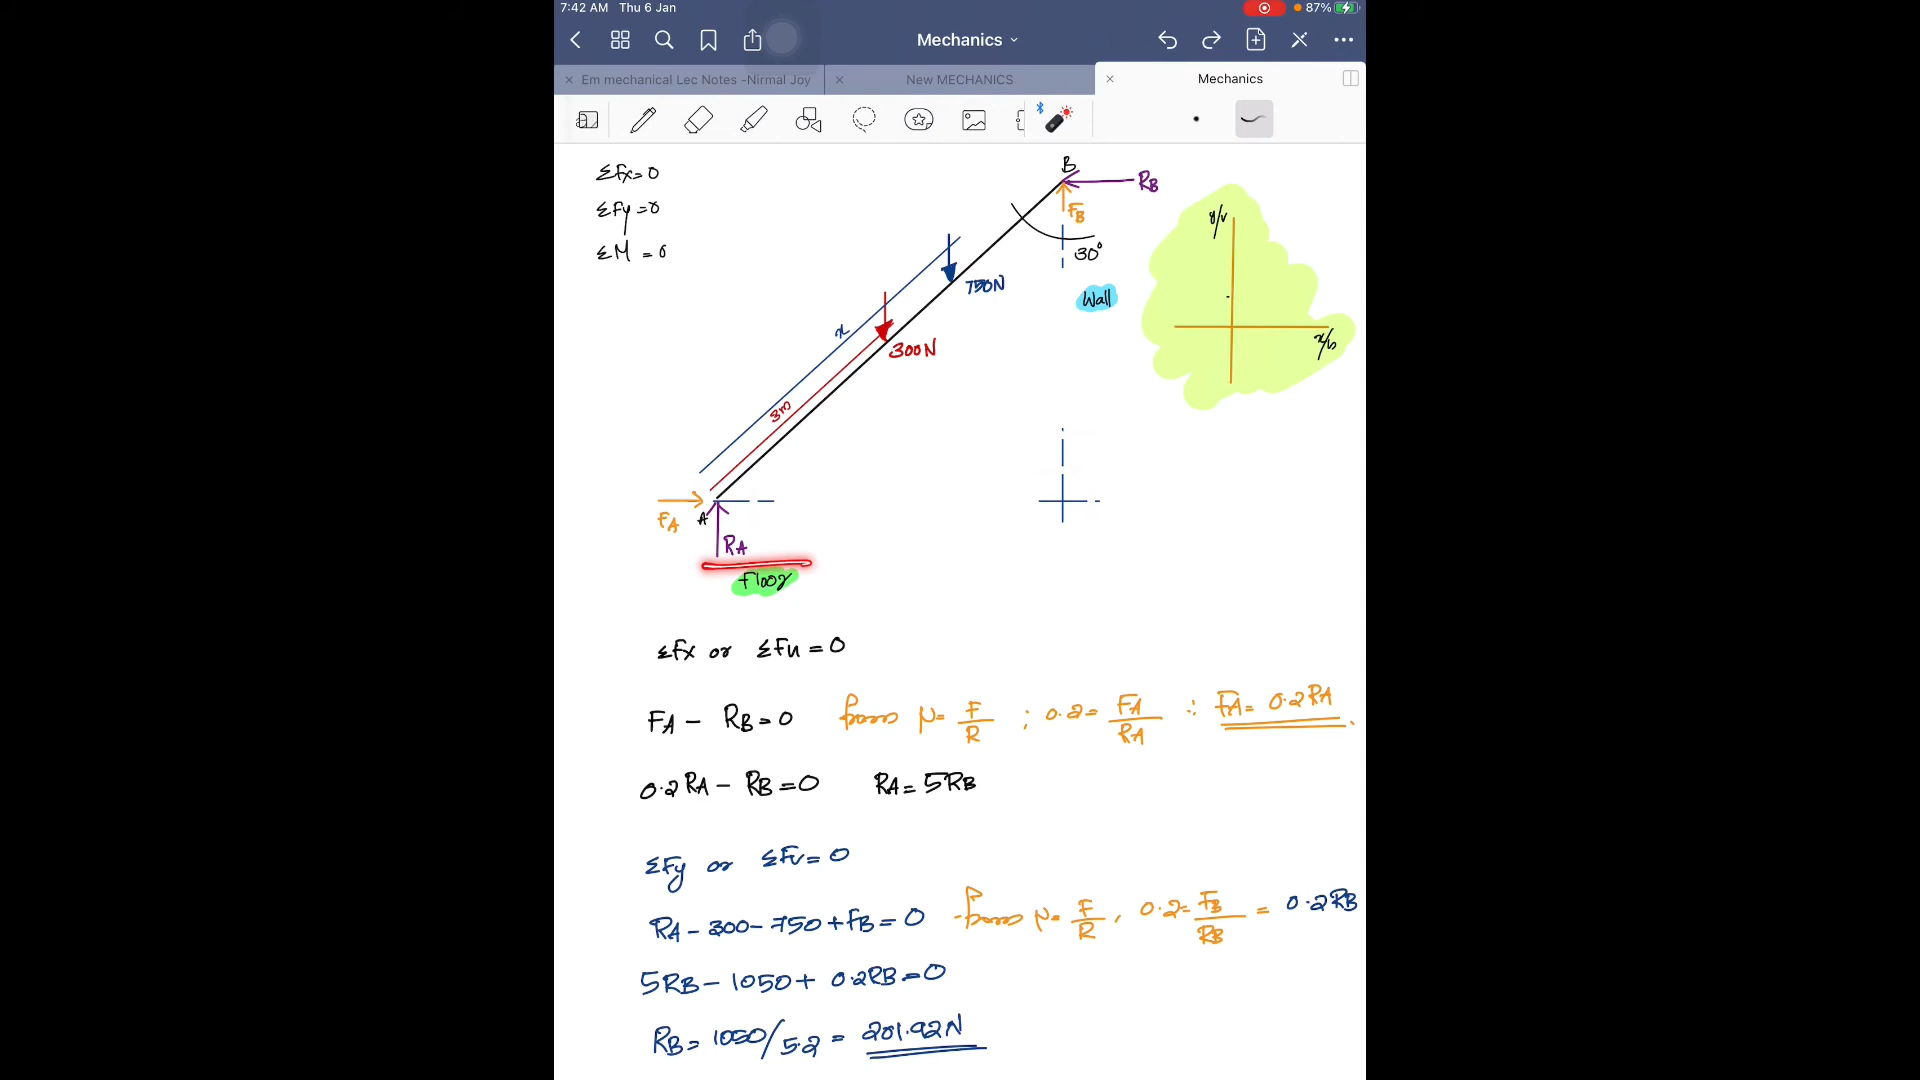 7:42 AM Thu 6 Jan
87%
Mechanics
Em mechanical Lec Notes -Nirmal Joy
New MECHANICS
Mechanics
ΣFx=0
ΣFy=0
ΣM=0
B
RB
FB
30°
y/v
750N
Wall
x
300N
x/h
3m
FA
A
RA
Floor
ΣFx or ΣFH=0
FA - RB=0 from μ= F/R ; 0.2= FA/RA ∴ FA= 0.2RA
0.2RA - RB=0 RA= 5RB
ΣFy or ΣFv=0
RA - 300 - 750 + FB = 0 from μ= F/R, 0.2= FB/RB = 0.2RB
5RB - 1050 + 0.2RB=0
RB= 1050/5.2 = 201.92N